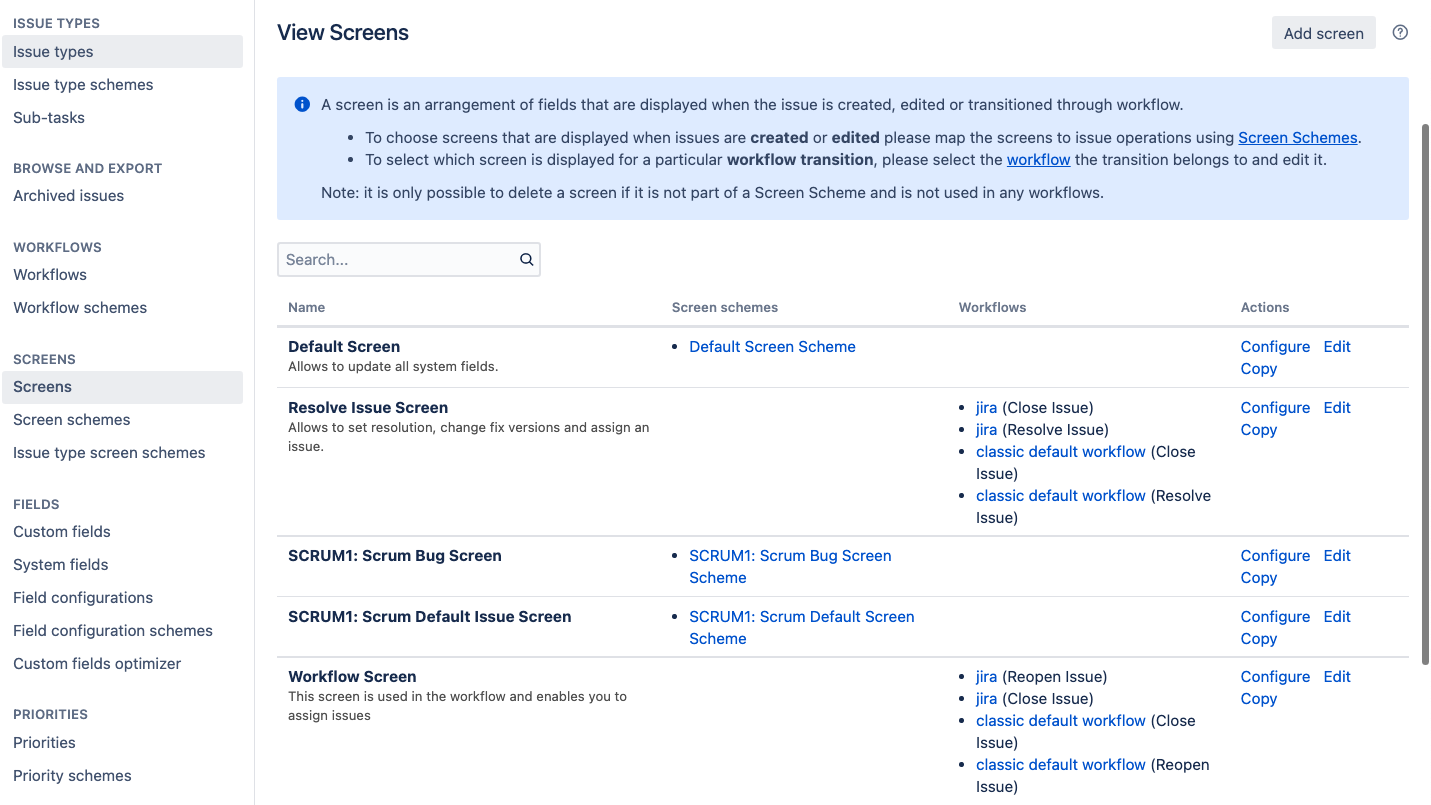 ISSUE TYPES
Issue types
Issue type schemes
Sub-tasks
BROWSE AND EXPORT
Archived issues
WORKFLOWS
Workflows
Workflow schemes
SCREENS
Screens
Screen schemes
Issue type screen schemes
FIELDS
Custom fields
System fields
Field configurations
Field configuration schemes
Custom fields optimizer
PRIORITIES
Priorities
Priority schemes
View Screens
Add screen
A screen is an arrangement of fields that are displayed when the issue is created, edited or transitioned through workflow.
• To choose screens that are displayed when issues are created or edited please map the screens to issue operations using Screen Schemes.
• To select which screen is displayed for a particular workflow transition, please select the workflow the transition belongs to and edit it.
Note: it is only possible to delete a screen if it is not part of a Screen Scheme and is not used in any workflows.
Search...
Name Screen schemes Workflows Actions
Default Screen
Allows to update all system fields.
• Default Screen Scheme
Configure Edit
Copy
Resolve Issue Screen
Allows to set resolution, change fix versions and assign an
issue.
• jira (Close Issue)
• jira (Resolve Issue)
• classic default workflow (Close
Issue)
• classic default workflow (Resolve
Issue)
Configure Edit
Copy
SCRUM1: Scrum Bug Screen
• SCRUM1: Scrum Bug Screen
Scheme
Configure Edit
Copy
SCRUM1: Scrum Default Issue Screen
• SCRUM1: Scrum Default Screen
Scheme
Configure Edit
Copy
Workflow Screen
This screen is used in the workflow and enables you to
assign issues
• jira (Reopen Issue)
• jira (Close Issue)
• classic default workflow (Close
Issue)
• classic default workflow (Reopen
Issue)
Configure Edit
Copy